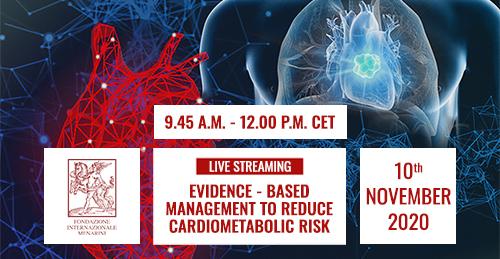 9.45 A.M. - 12.00 P.M. CET
LIVE STREAMING
EVIDENCE - BASED
MANAGEMENT TO REDUCE
CARDIOMETABOLIC RISK
FONDAZIONE
INTERNAZIONALE
MENARINI
10th
NOVEMBER
2020